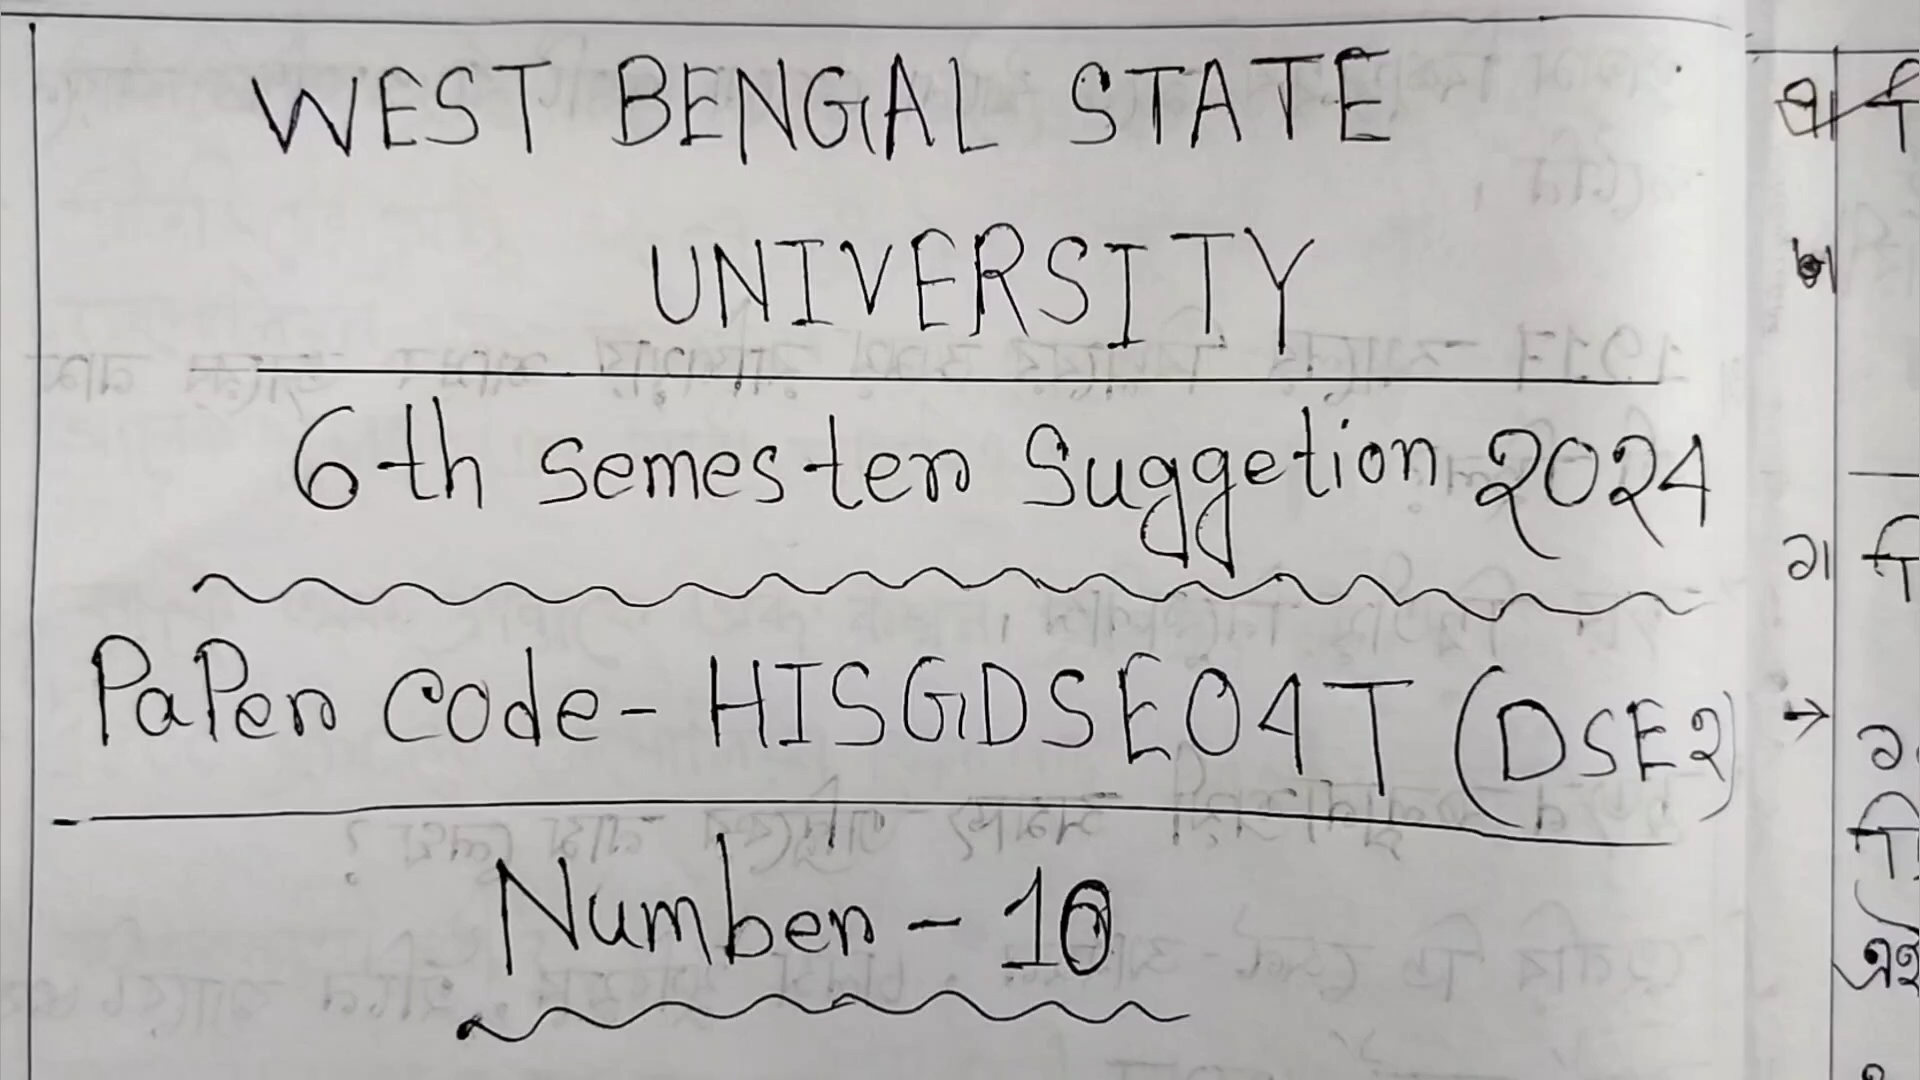 WEST BENGAL STATE
UNIVERSITY
6th semester Suggetion 2024
Paper code- HISGDSE04T (DSE2)
Number - 10